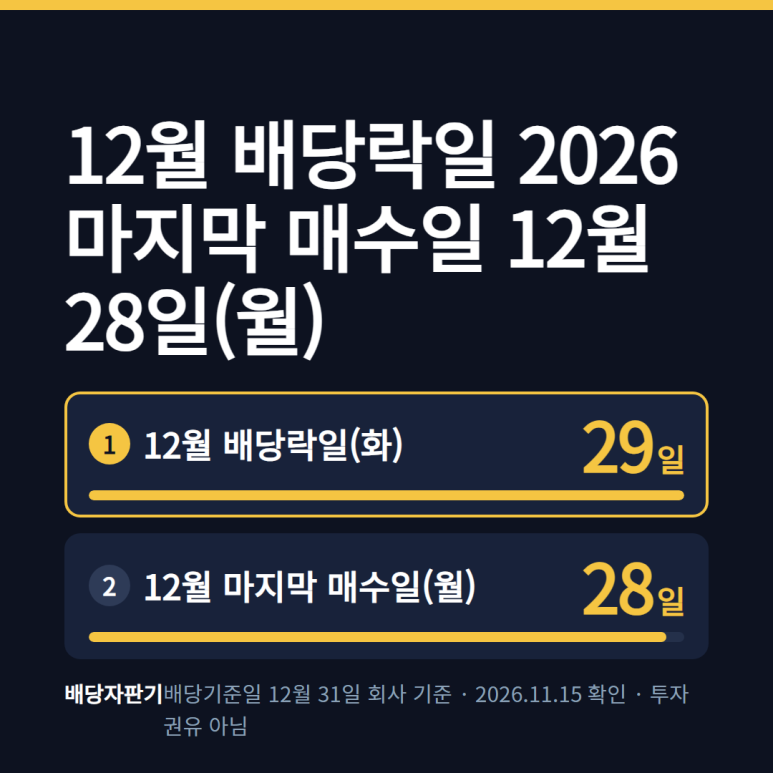 12월 배당락일 2026
마지막 매수일 12월
28일(월)
1 12월 배당락일(화) 29일
2 12월 마지막 매수일(월) 28일
배당자판기 배당기준일 12월 31일 회사 기준 · 2026.11.15 확인 · 투자
권유 아님